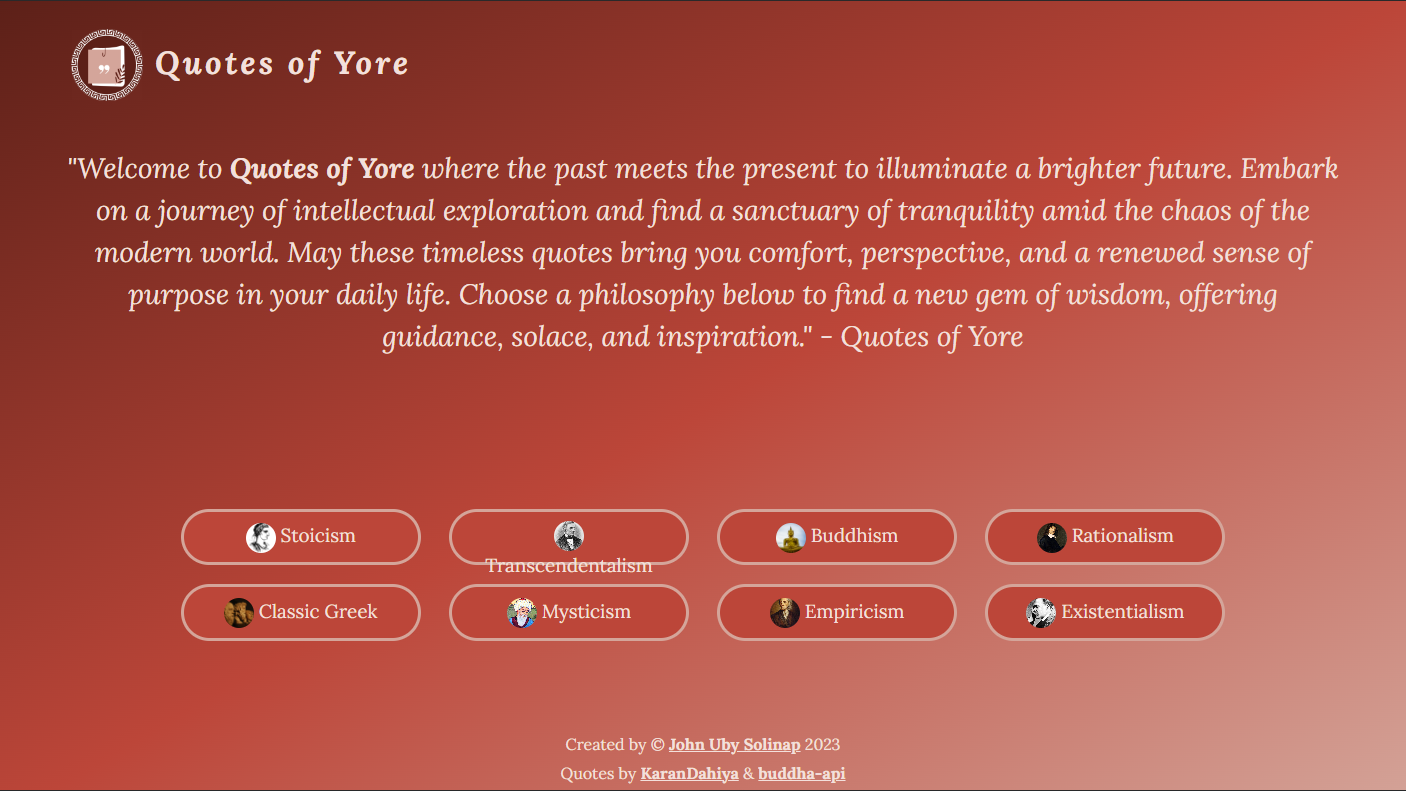 Quotes of Yore
"Welcome to Quotes of Yore where the past meets the present to illuminate a brighter future. Embark
on a journey of intellectual exploration and find a sanctuary of tranquility amid the chaos of the
modern world. May these timeless quotes bring you comfort, perspective, and a renewed sense of
purpose in your daily life. Choose a philosophy below to find a new gem of wisdom, offering
guidance, solace, and inspiration." - Quotes of Yore
Stoicism
Transcendentalism
Buddhism
Rationalism
Classic Greek
Mysticism
Empiricism
Existentialism
Created by © John Uby Solinap 2023
Quotes by KaranDahiya & buddha-api